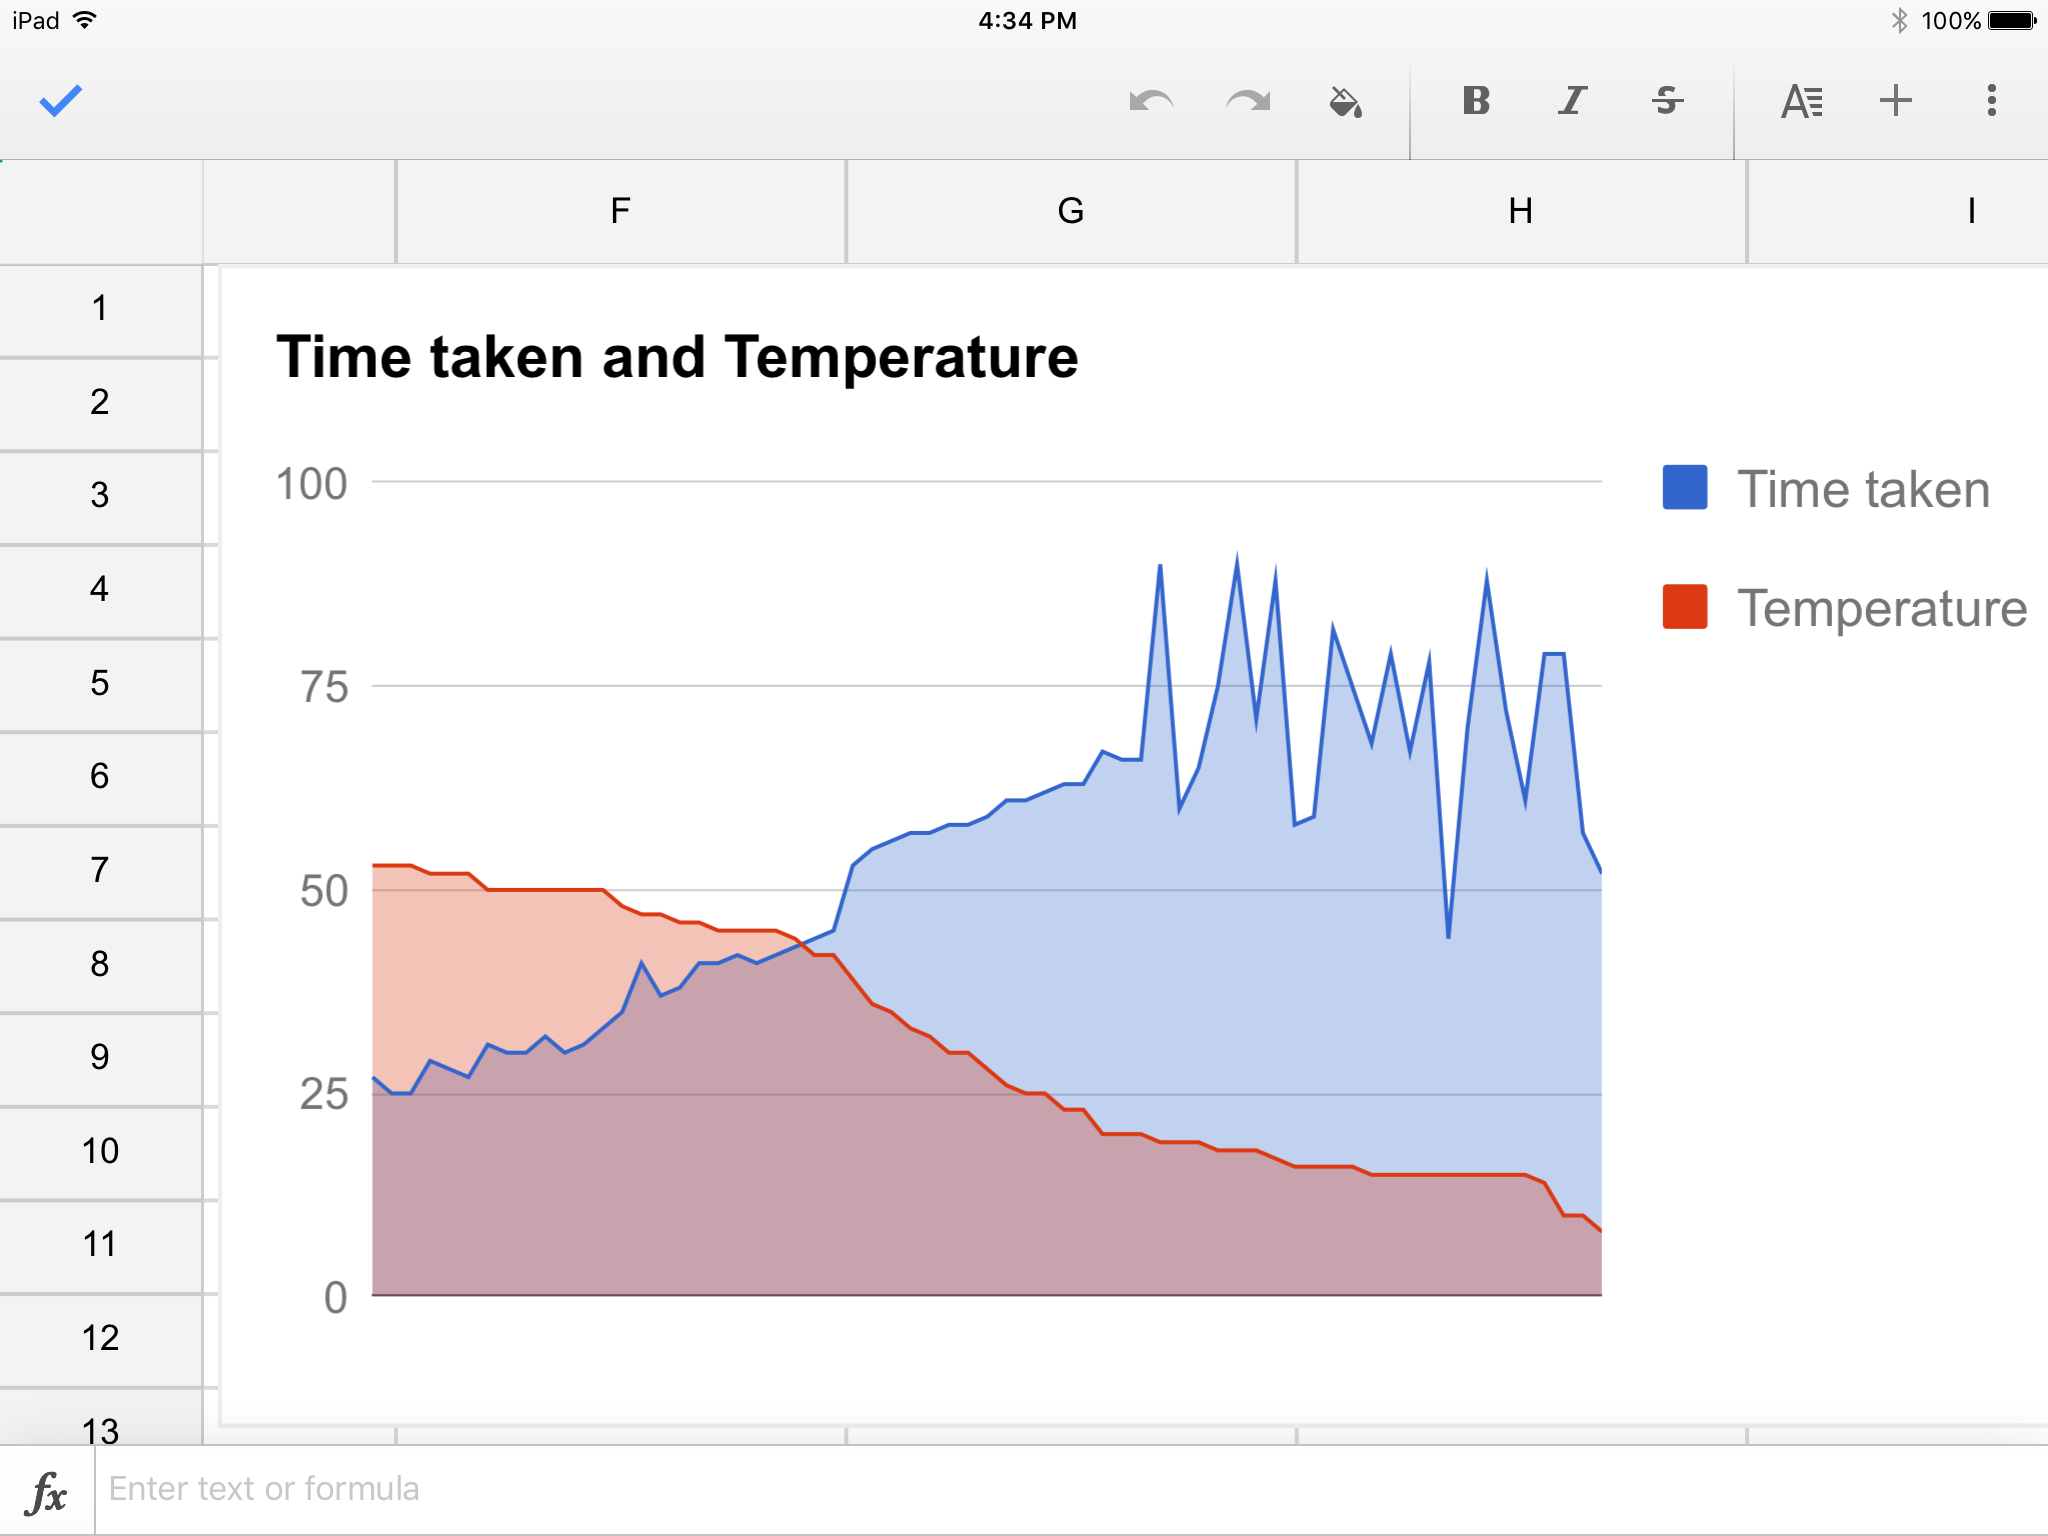 iPad 4:34 PM 100%
B I S A
F G H I
1
2
3
4
5
6
7
8
9
10
11
12
13
Time taken and Temperature
100
75
50
25
0
Time taken
Temperature
fx Enter text or formula